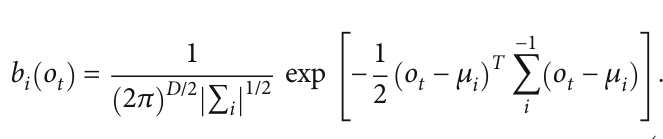 b_i(o_t) = \frac{1}{(2\pi)^{D/2} |\sum_i|^{1/2}} \exp \left[ -\frac{1}{2} (o_t - \mu_i)^T \sum_i^{-1} (o_t - \mu_i) \right].